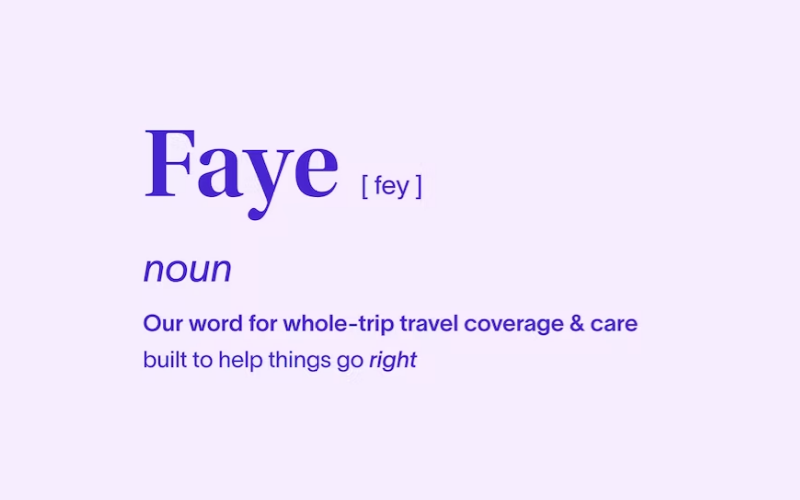 Faye [ fey ]
noun
Our word for whole-trip travel coverage & care
built to help things go right